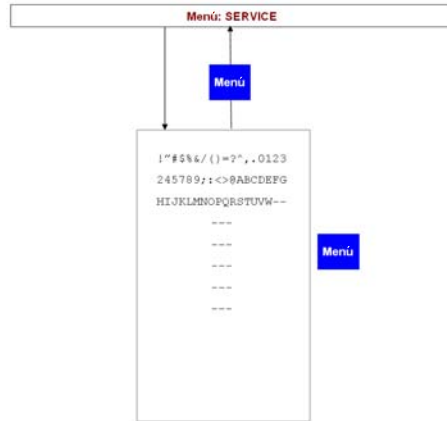 Menú: SERVICE
Menú
!"#$%&/()=?^,.0123
245789;:<>@ABCDEFG
HIJKLMNOPQRSTUVW--
---
---
Menú
---
---
---